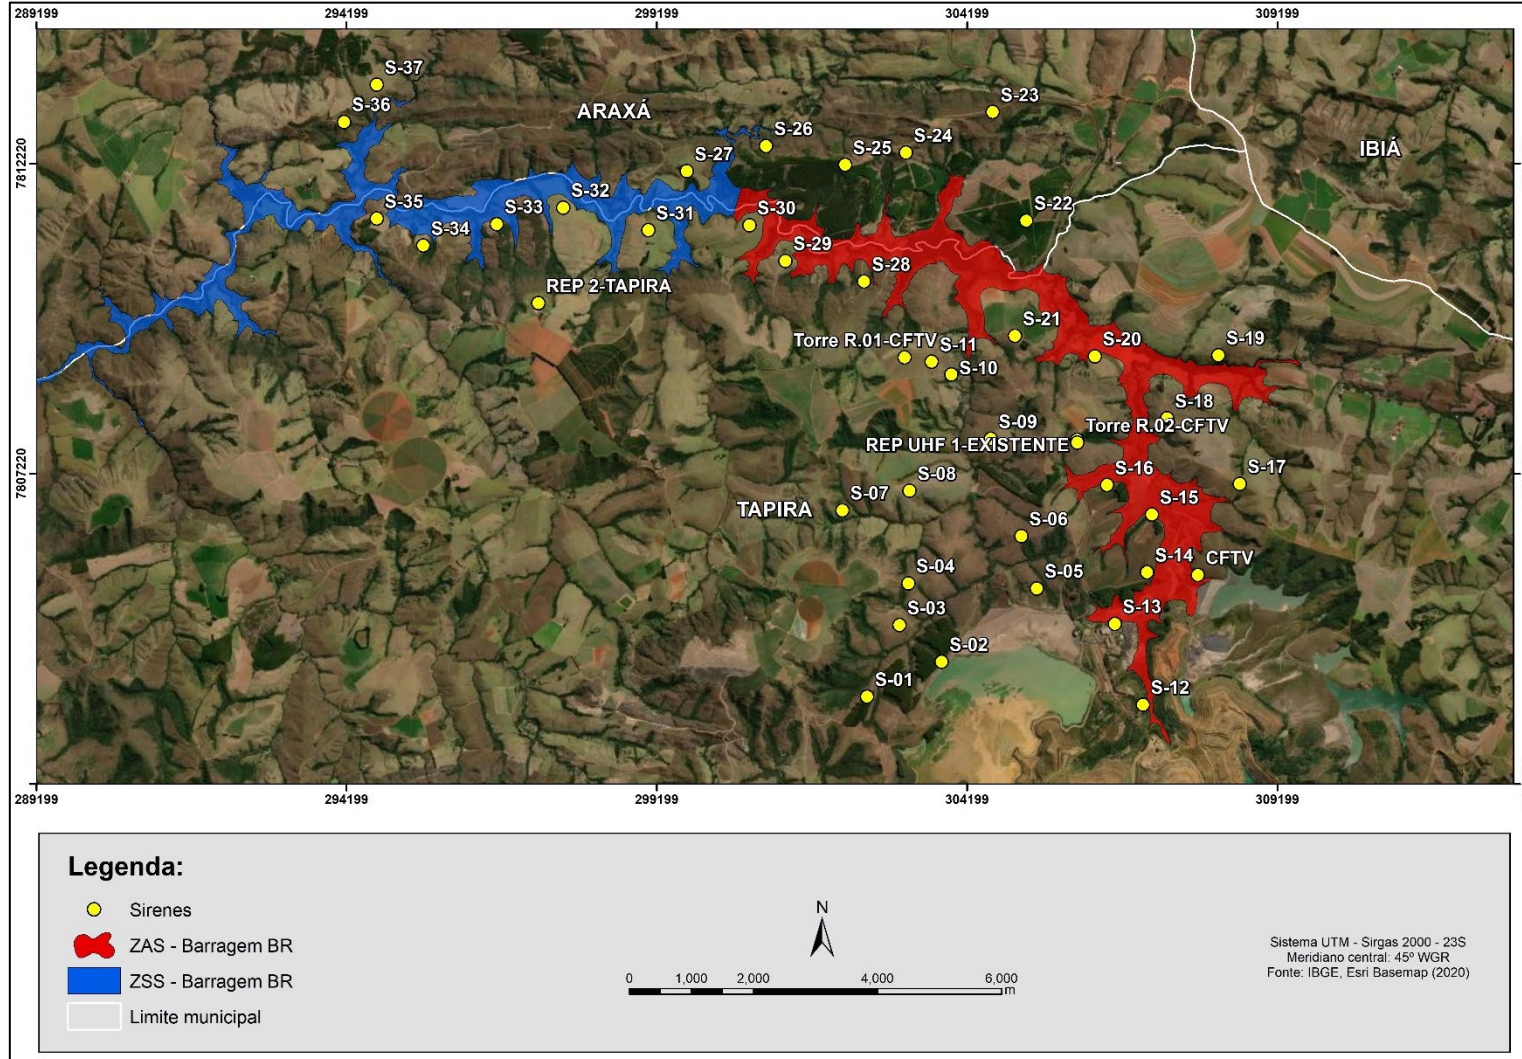 289199 294199 299199 304199 309199
S-37
S-36
ARAXÁ
S-23
S-26
S-24
S-25
IBIÁ
7812220
S-27
S-32
S-35
S-33
S-31
S-30
S-22
S-34
S-29
S-28
REP 2-TAPIRA
S-21
Torre R.01-CFTV
S-11
S-20
S-19
S-10
S-18
S-09
Torre R.02-CFTV
REP UHF 1-EXISTENTE
7807220
S-08
S-16
S-17
S-07
TAPIRA
S-15
S-06
S-14
CFTV
S-04
S-05
S-03
S-13
S-02
S-01
S-12
289199 294199 299199 304199 309199
Legenda:
Sirenes
ZAS - Barragem BR
ZSS - Barragem BR
Limite municipal
N
0 1,000 2,000 4,000 6,000
m
Sistema UTM - Sirgas 2000 - 23S
Meridiano central: 45º WGR
Fonte: IBGE, Esri Basemap (2020)